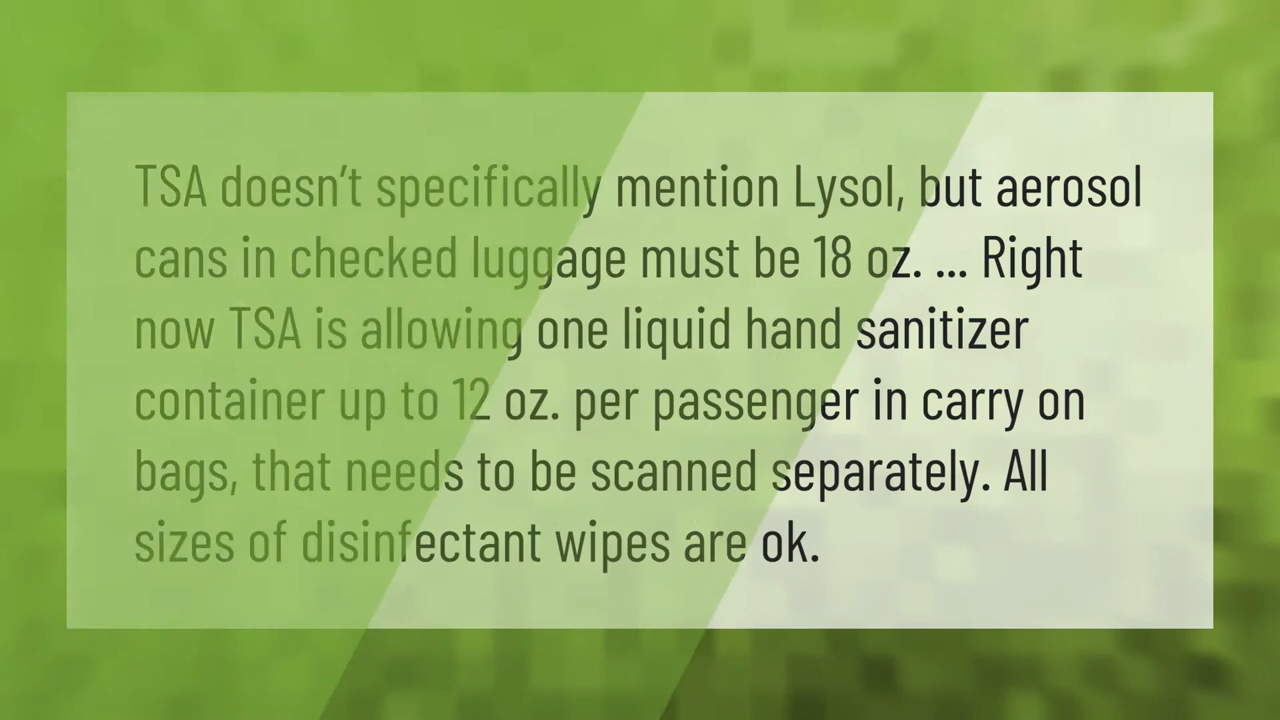 TSA doesn’t specifically mention Lysol, but aerosol
cans in checked luggage must be 18 oz. ... Right
now TSA is allowing one liquid hand sanitizer
container up to 12 oz. per passenger in carry on
bags, that needs to be scanned separately. All
sizes of disinfectant wipes are ok.